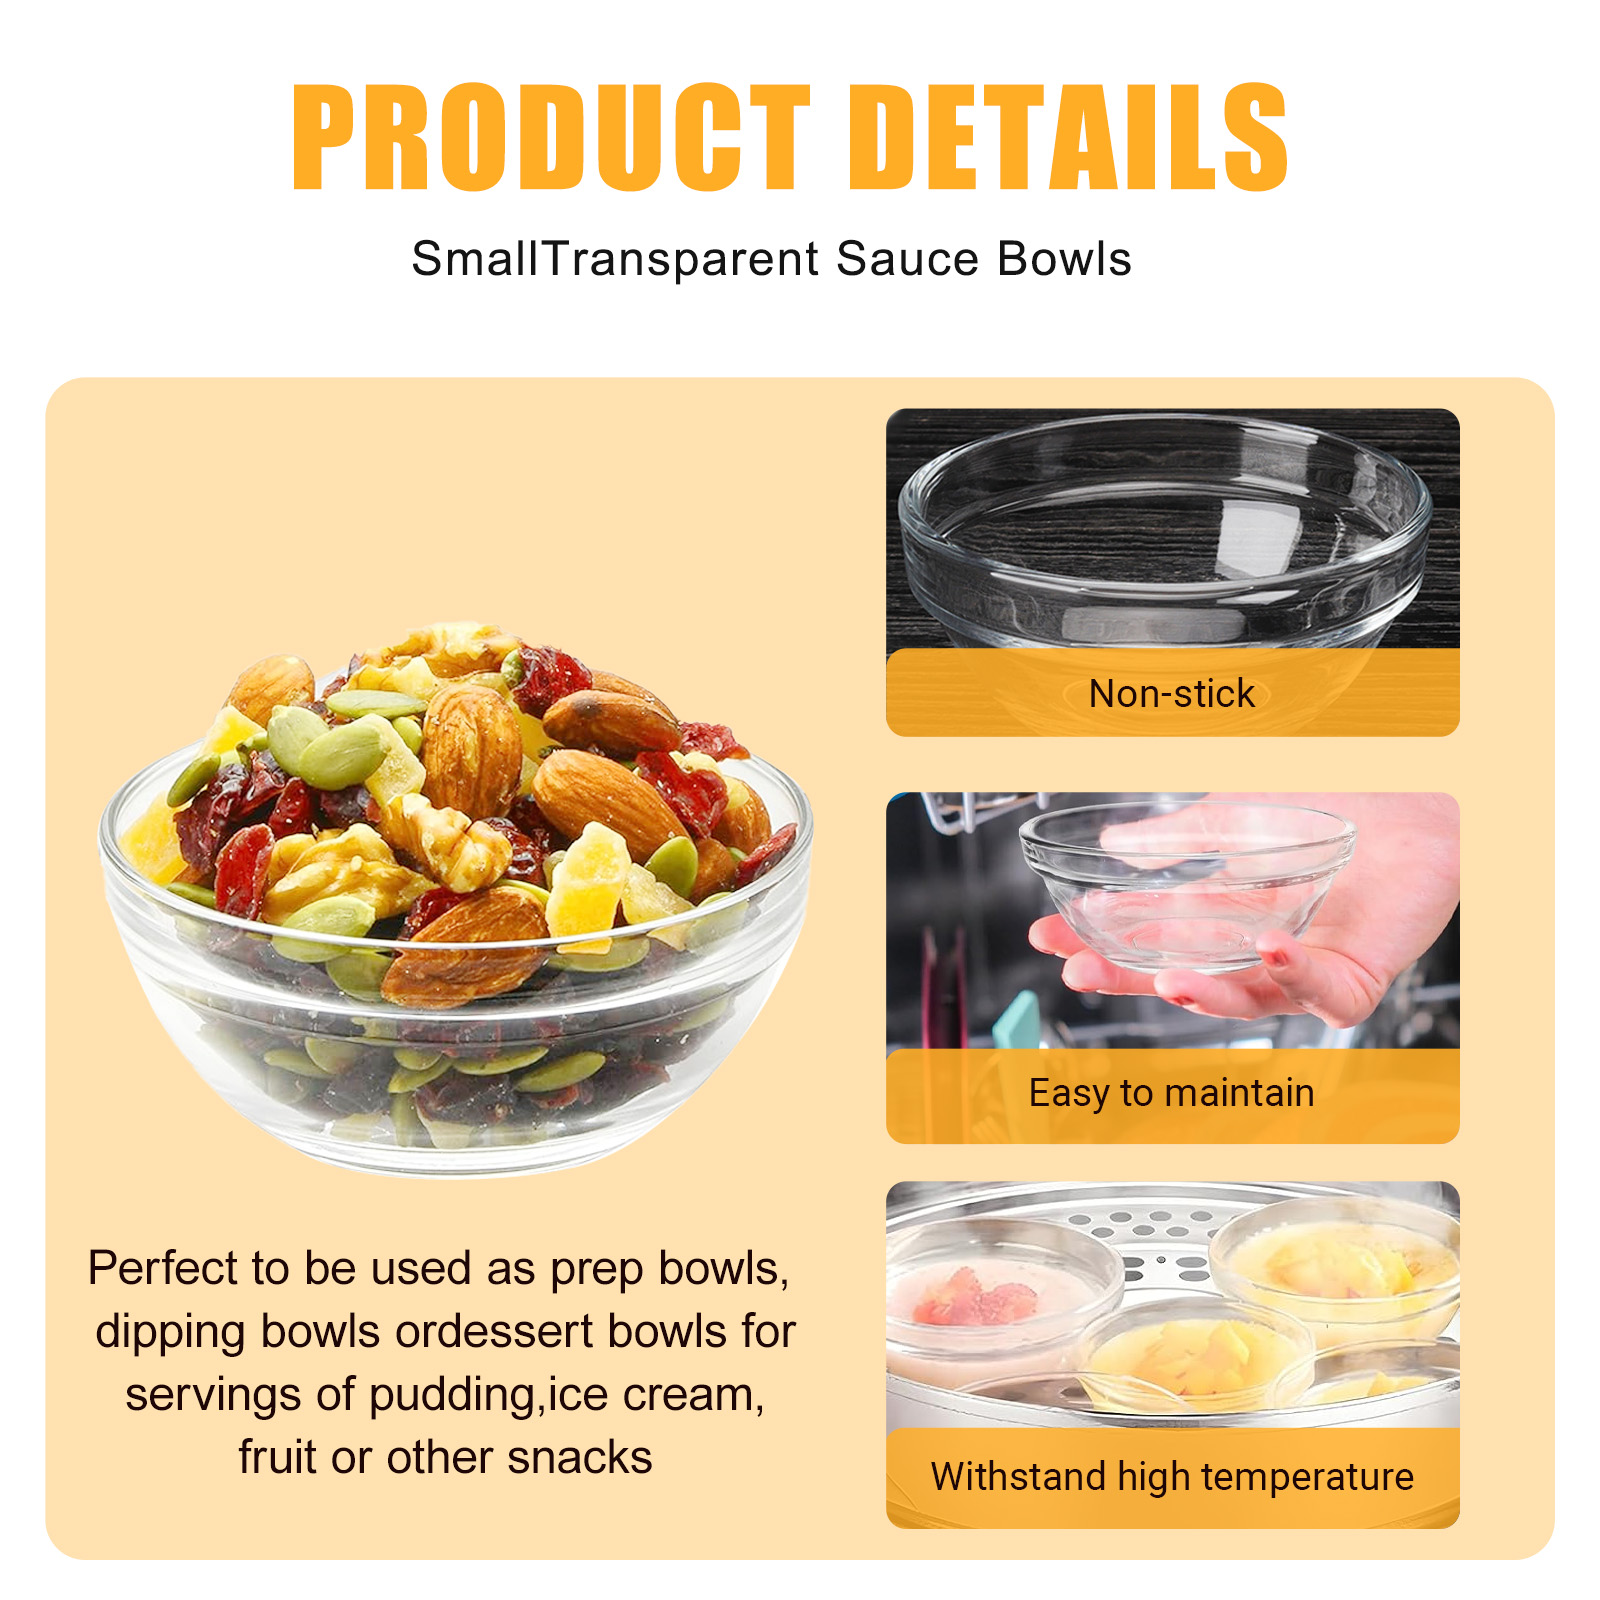 PRODUCT DETAILS
SmallTransparent Sauce Bowls
Perfect to be used as prep bowls,
dipping bowls ordessert bowls for
servings of pudding,ice cream,
fruit or other snacks
Non-stick
Easy to maintain
Withstand high temperature